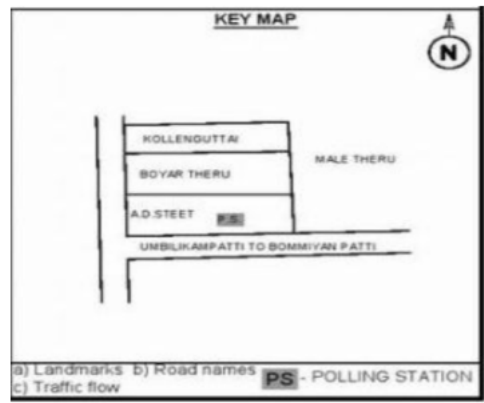 KEY MAP
N
KOLLENGUTTAI
MALE THERU
BOYAR THERU
A.D.STEET
P.S
UMBILIKAMPATTI TO BOMMIYAN PATTI
a) Landmarks b) Road names
PS - POLLING STATION
c) Traffic flow